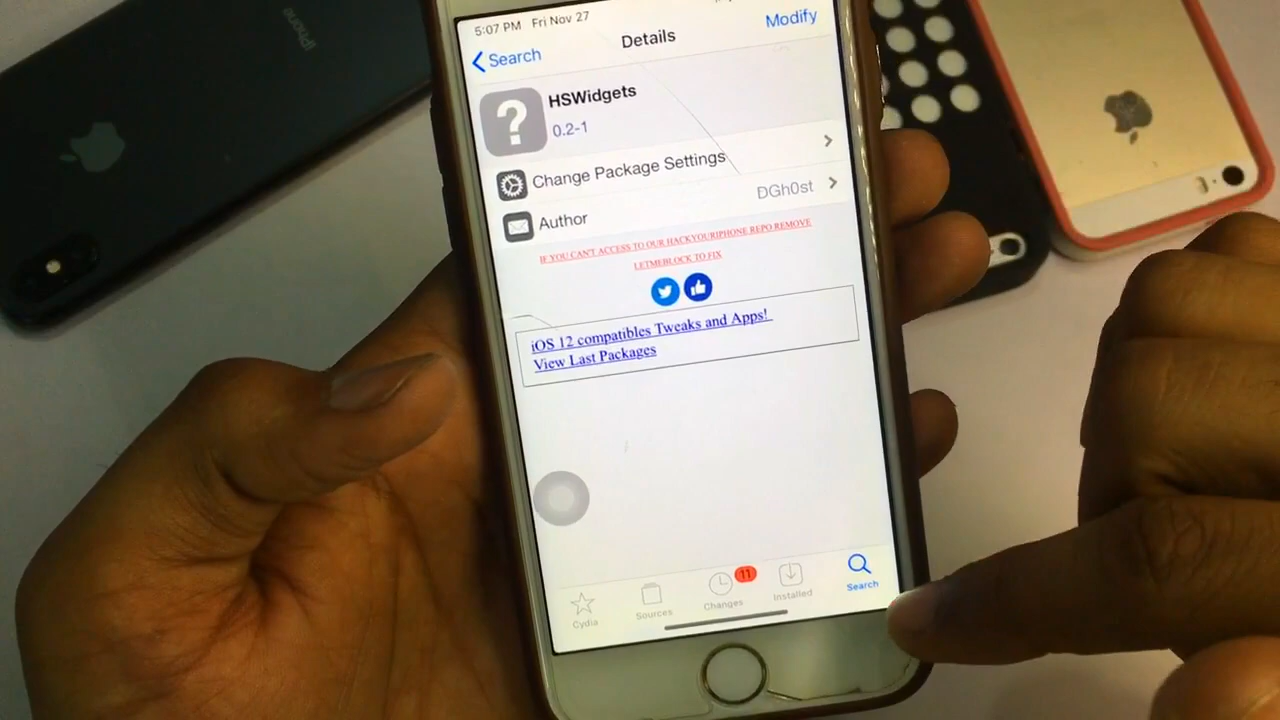 iPhone
5:07 PM Fri Nov 27
Search
Details
Modify
?
HSWidgets
0.2-1
Change Package Settings
Author
DGh0st
IF YOU CAN'T ACCESS TO OUR HACKYOURIPHONE REPO REMOVE
LETMEBLOCK TO FIX
iOS 12 compatibles Tweaks and Apps!
View Last Packages
Cydia
Sources
Changes
11
Installed
Search